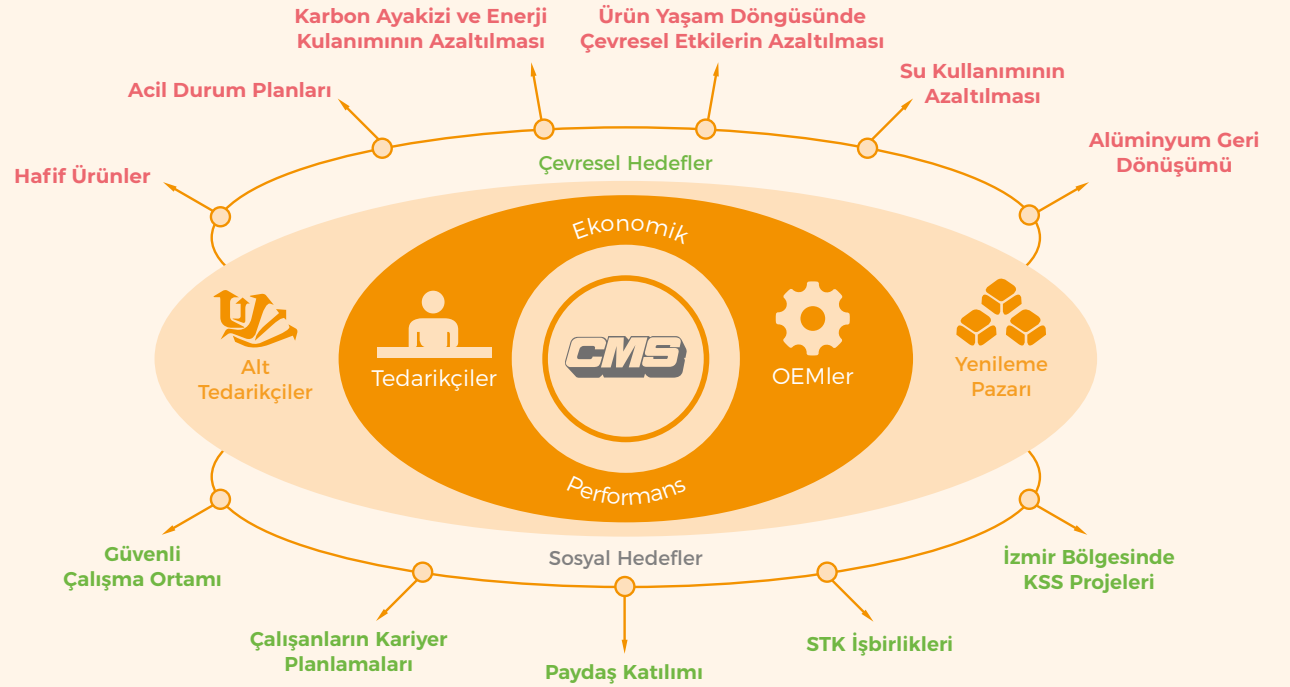 Karbon Ayakizi ve Enerji
Kulanımının Azaltılması
Ürün Yaşam Döngüsünde
Çevresel Etkilerin Azaltılması
Acil Durum Planları
Su Kullanımının
Azaltılması
Hafif Ürünler
Alüminyum Geri
Dönüşümü
Çevresel Hedefler
Ekonomik
Alt
Tedarikçiler
Tedarikçiler
CMS
OEMler
Yenileme
Pazarı
Performans
Sosyal Hedefler
Güvenli
Çalışma Ortamı
Çalışanların Kariyer
Planlamaları
Paydaş Katılımı
STK İşbirlikleri
İzmir Bölgesinde
KSS Projeleri